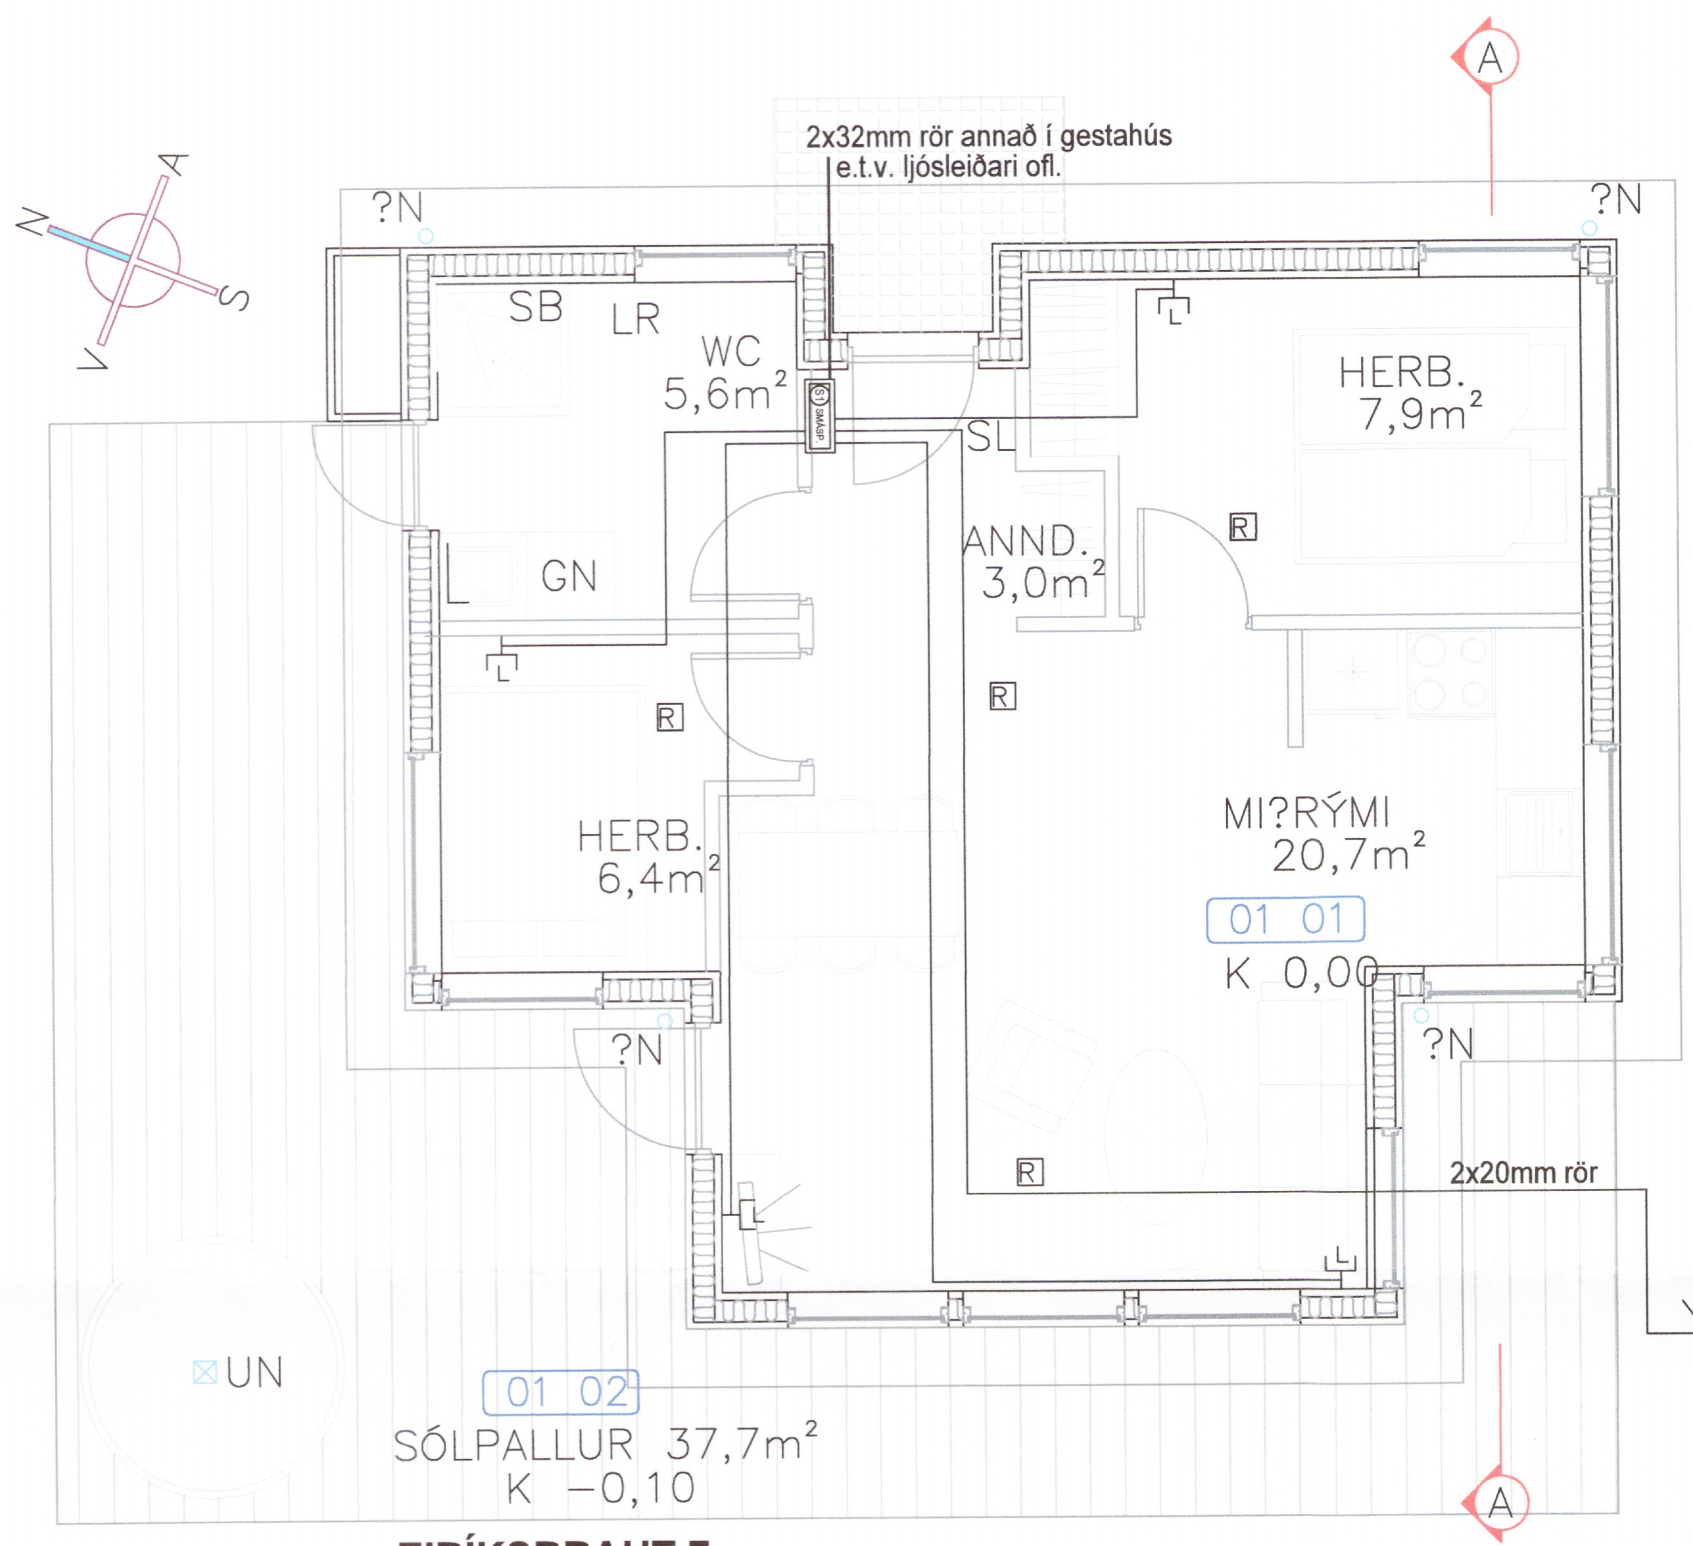 A
2x32mm rör annað í gestahús
e.t.v. ljósleiðari ofl.
A
N
S
V
?N
?N
SB
LR
WC
5,6m²
S1 SMÁSP.
SL
L
HERB.
7,9m²
R
ANND.
3,0m²
GN
L
R
R
HERB.
6,4m²
MI?RÝMI
20,7m²
01 01
K 0,00
?N
?N
R
2x20mm rör
L
L
UN
01 02
SÓLPALLUR 37,7m²
K -0,10
A